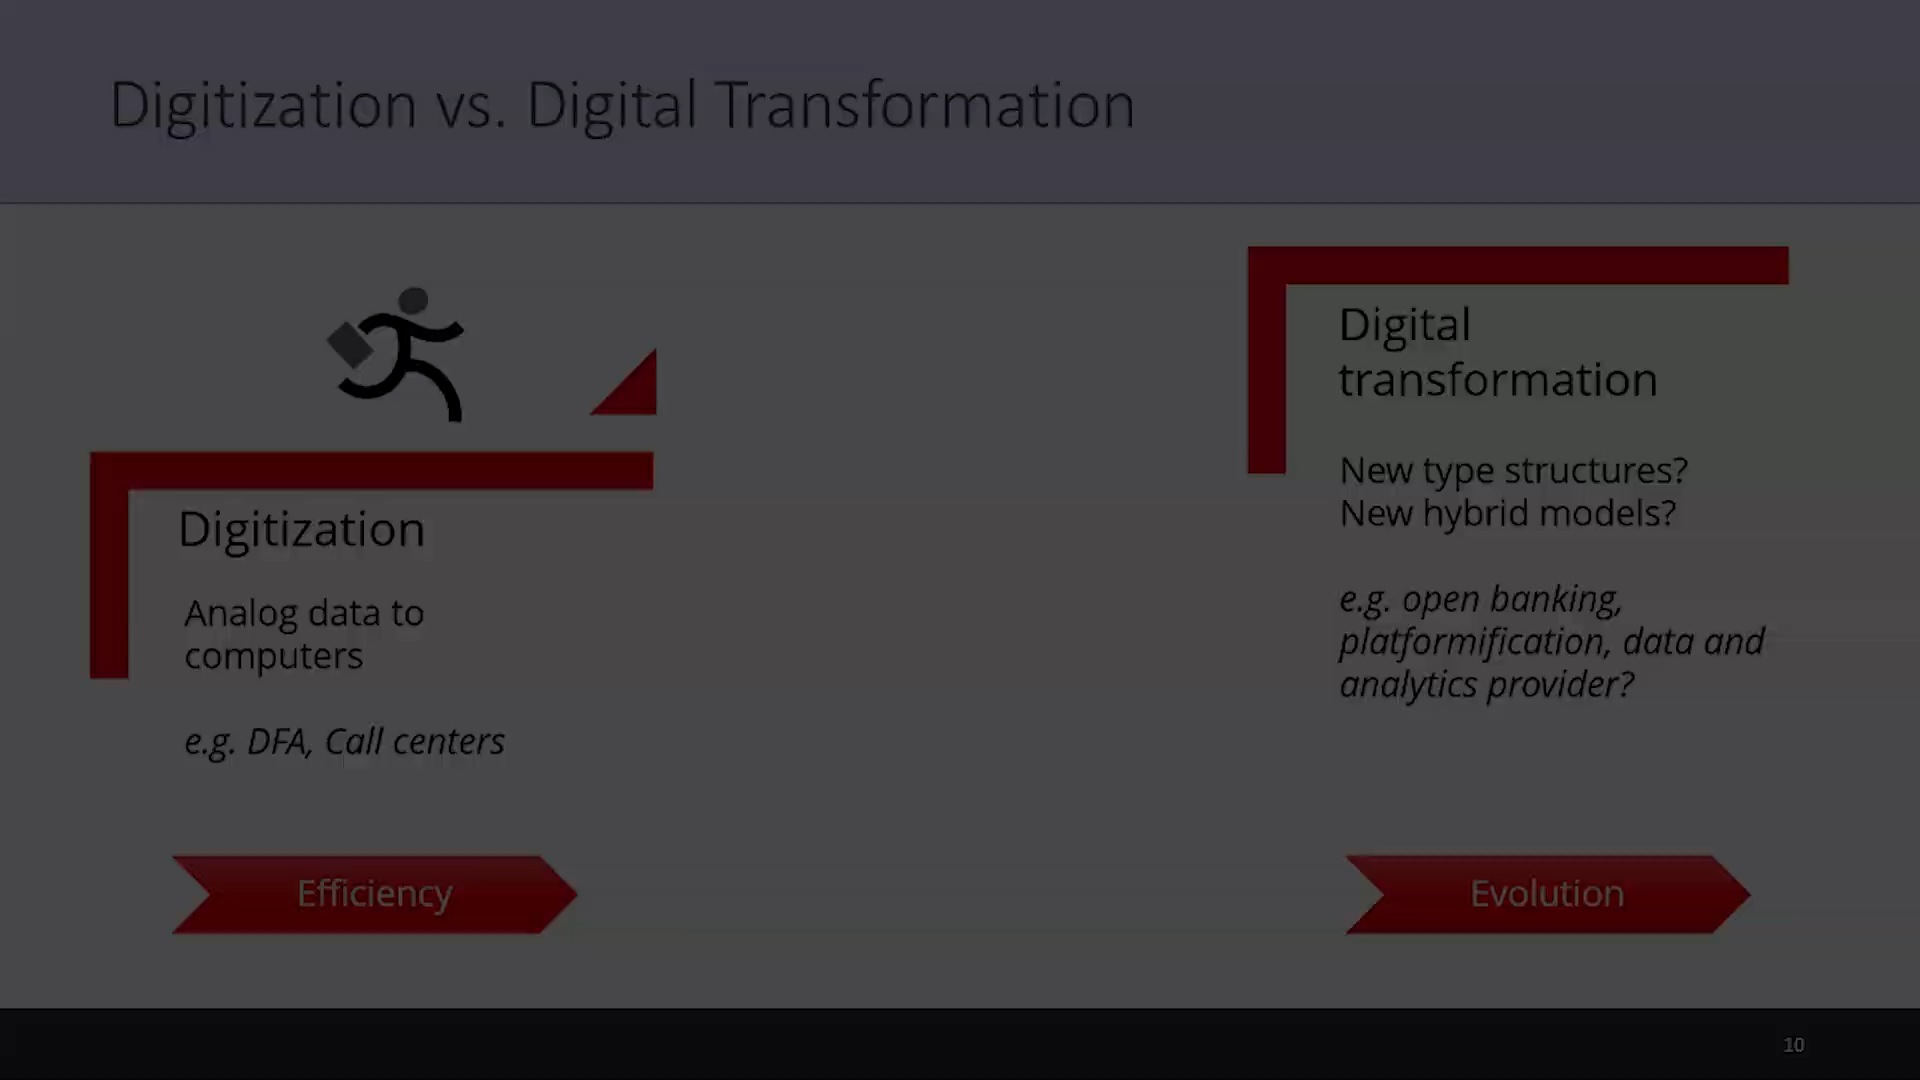 Digitization vs. Digital Transformation
Digitization
Analog data to
computers
e.g. DFA, Call centers
Efficiency
Digital
transformation
New type structures?
New hybrid models?
e.g. open banking,
platformification, data and
analytics provider?
Evolution
10